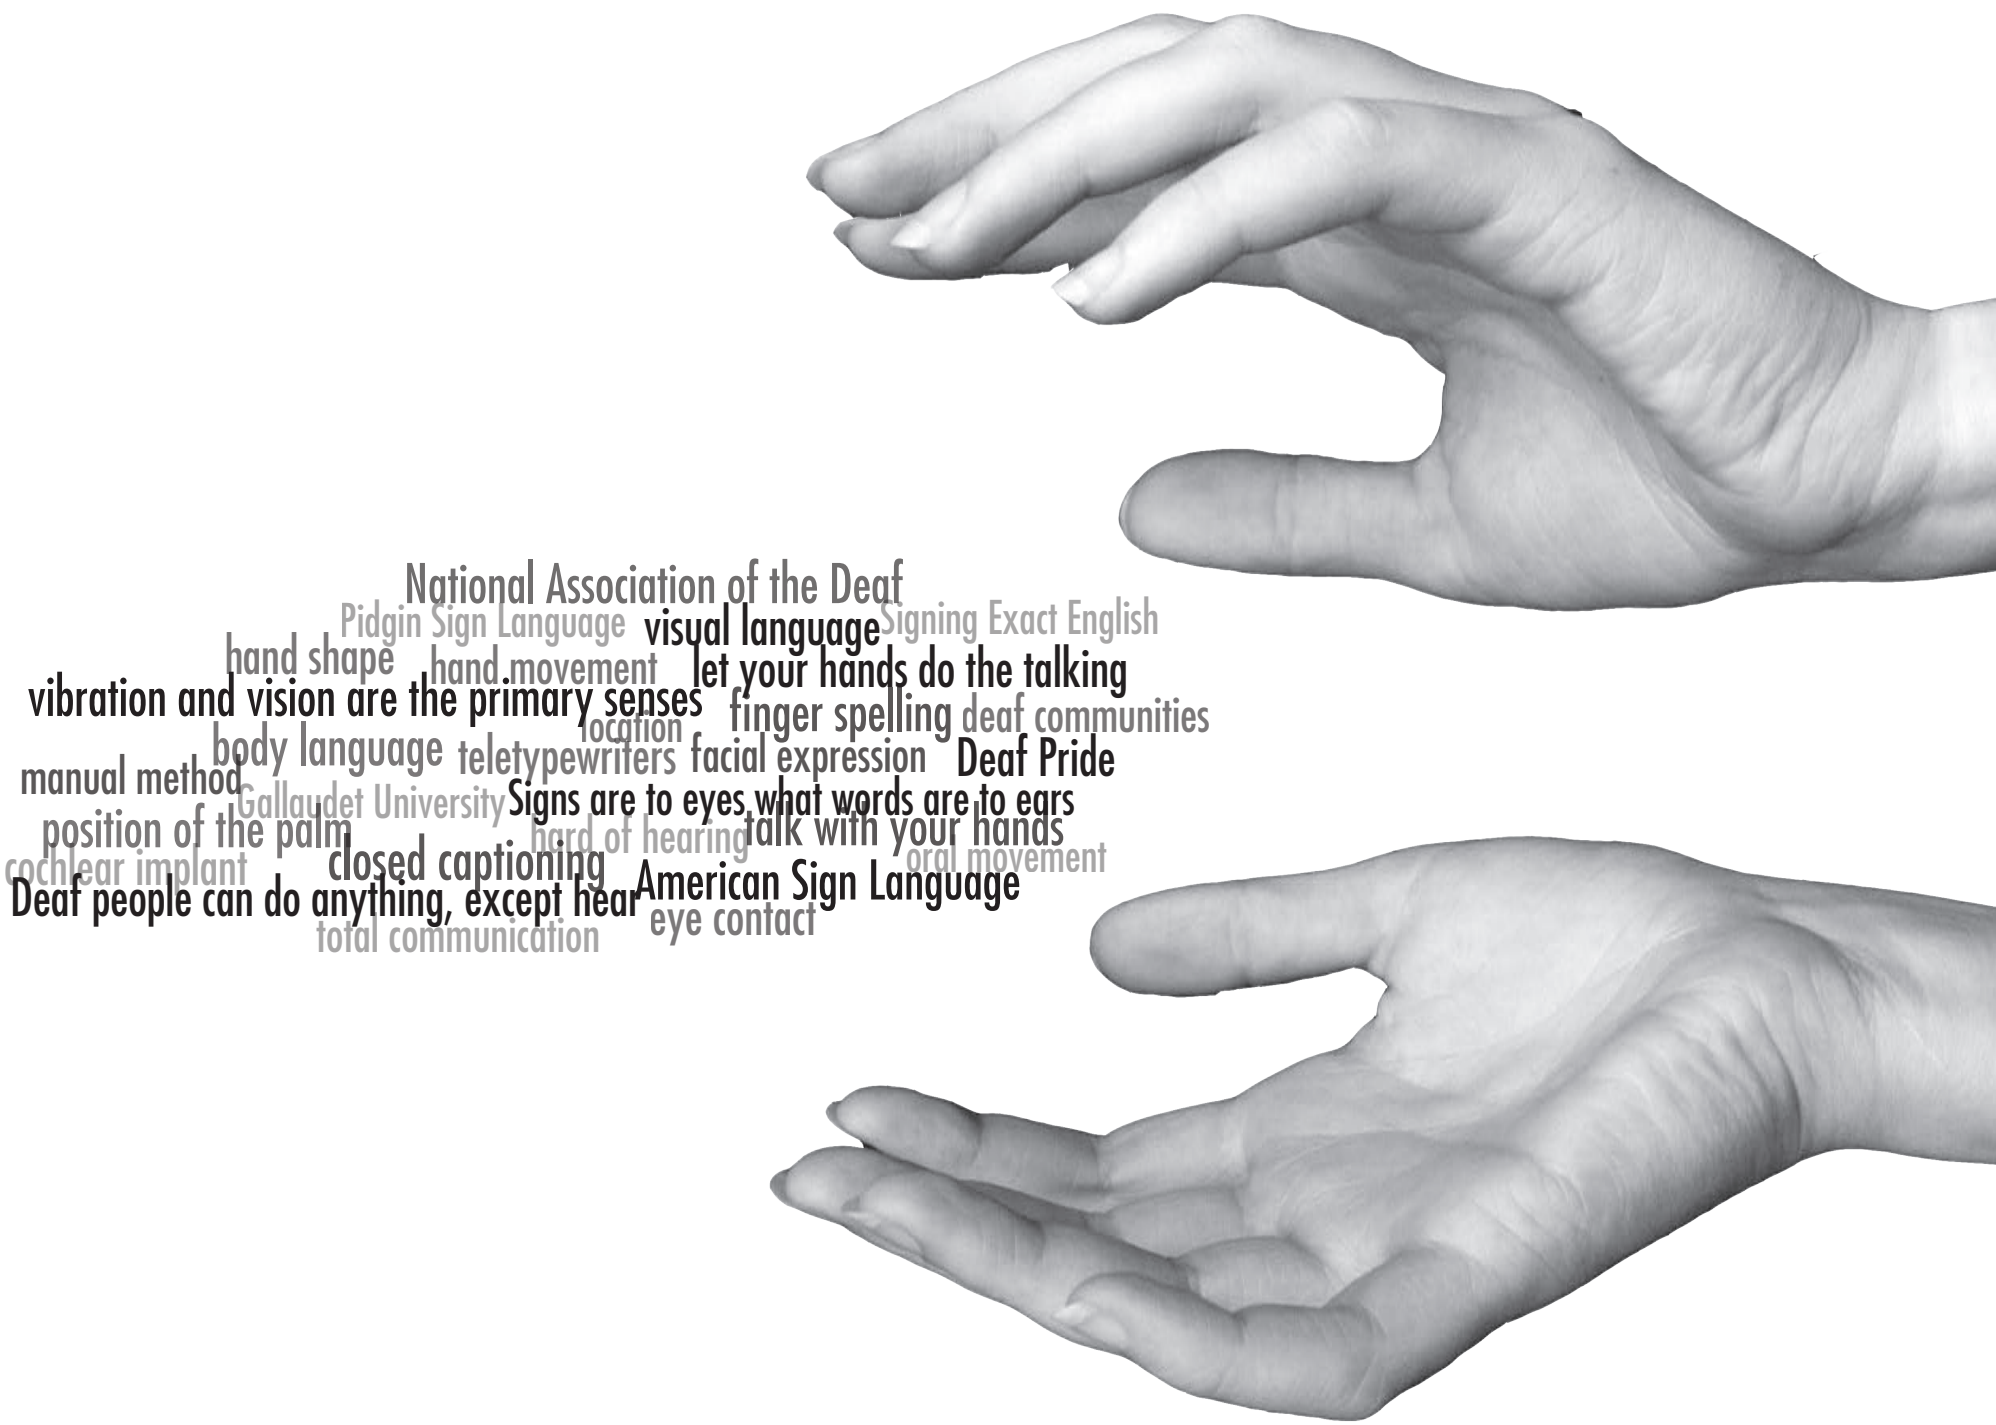 National Association of the Deaf
Pidgin Sign Language
visual language
Signing Exact English
hand shape
hand movement
let your hands do the talking
vibration and vision are the primary senses
location
finger spelling
deaf communities
body language
teletypewriters
facial expression
Deaf Pride
manual method
Gallaudet University
Signs are to eyes what words are to ears
position of the palm
hard of hearing
talk with your hands
cochlear implant
closed captioning
oral movement
Deaf people can do anything, except hear
American Sign Language
total communication
eye contact